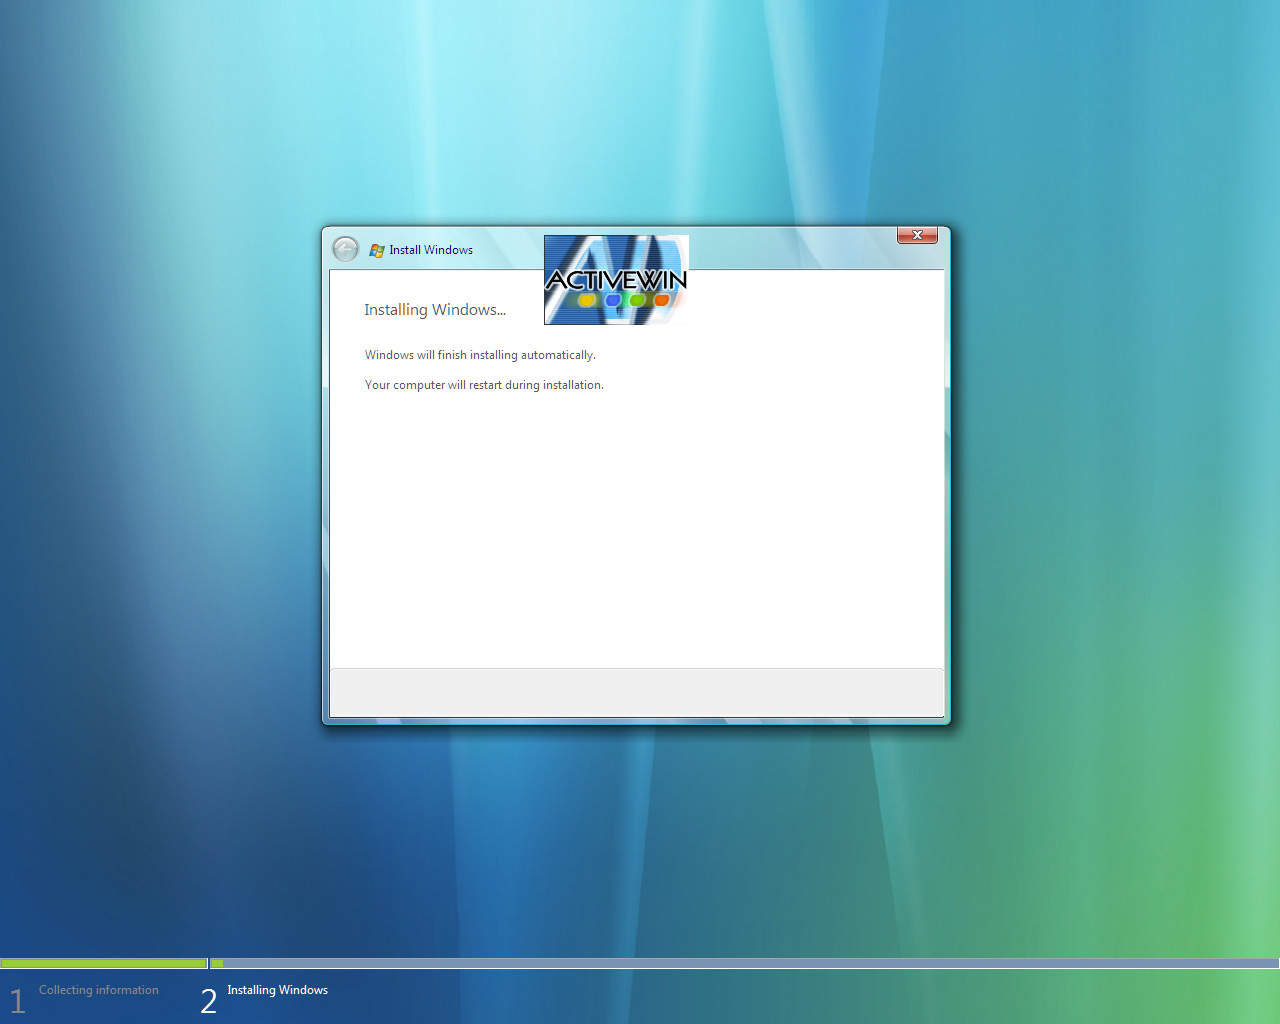 Install Windows
ACTIVEWIN
Installing Windows...
Windows will finish installing automatically.
Your computer will restart during installation.
1 Collecting information
2 Installing Windows